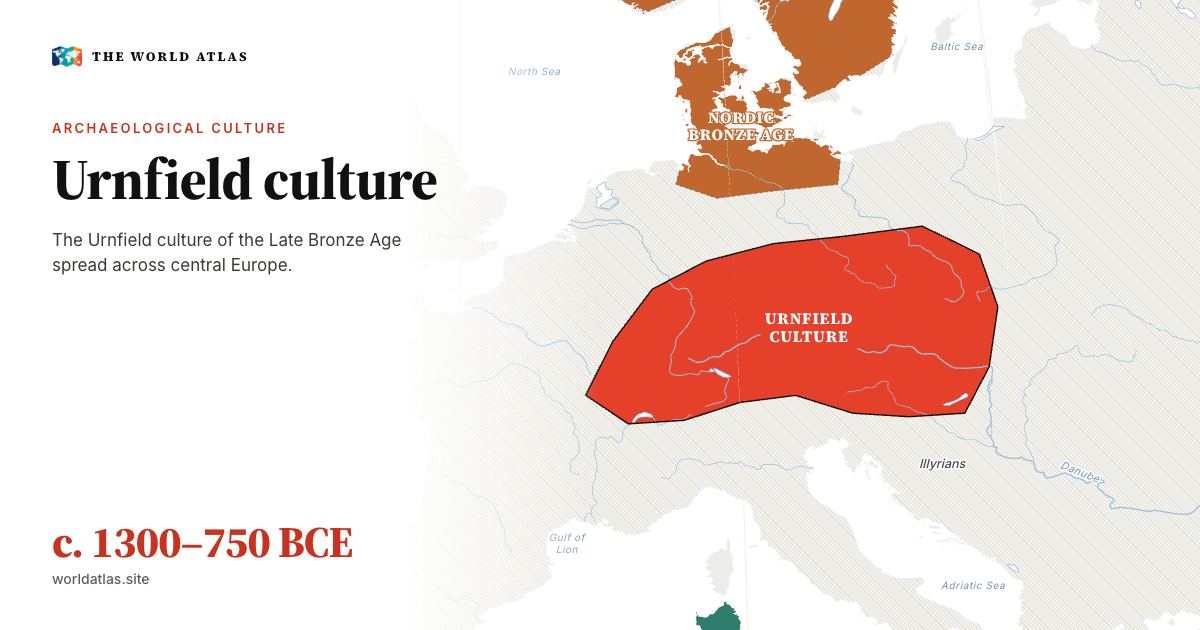 THE WORLD ATLAS
ARCHAEOLOGICAL CULTURE
Urnfield culture
The Urnfield culture of the Late Bronze Age
spread across central Europe.
c. 1300–750 BCE
worldatlas.site
North Sea
Baltic Sea
NORDIC
BRONZE AGE
URNFIELD
CULTURE
Illyrians
Danube
Gulf of
Lion
Adriatic Sea